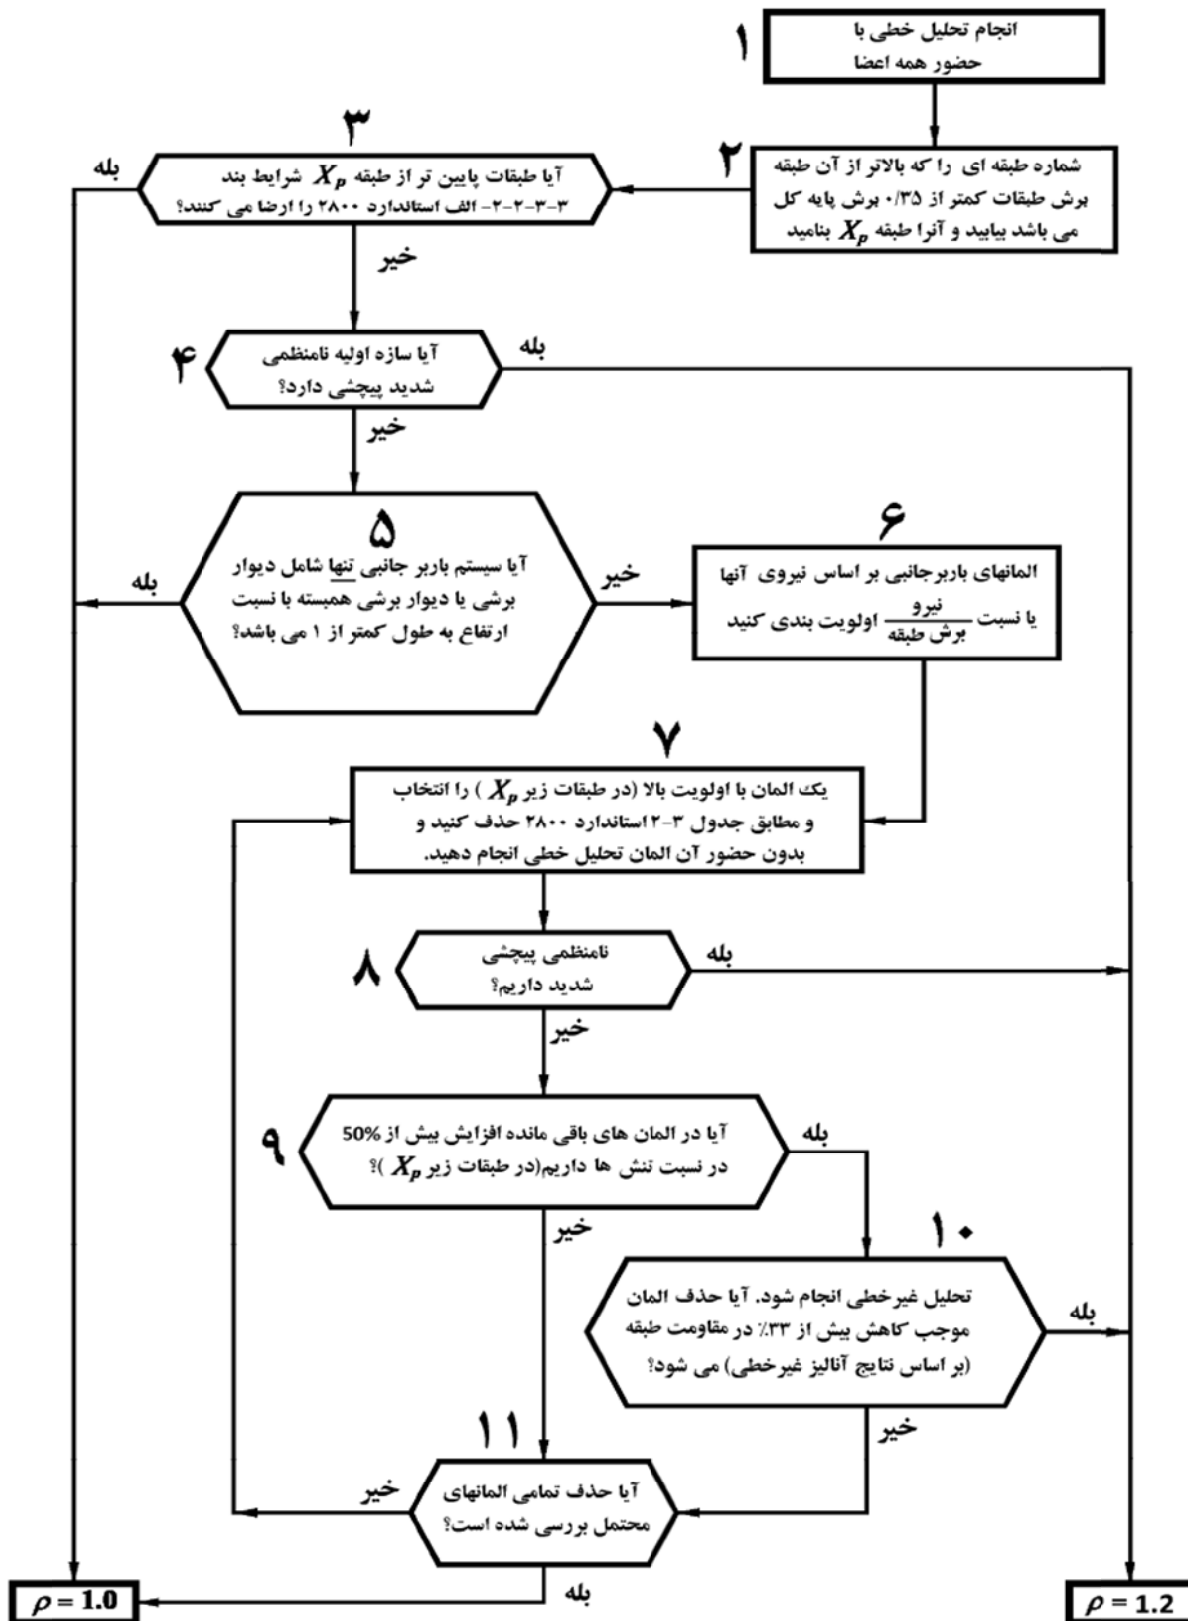 ۱
انجام تحلیل خطی با
حضور همه اعضا
۲
شماره طبقه ای را که بالاتر از آن طبقه
برش طبقات کمتر از ۰/۳۵ برش پایه کل
می باشد بیابید و آنرا طبقه Xp بنامید
۳
آیا طبقات پایین تر از طبقه Xp شرایط بند
۳-۳-۲-۲- الف استاندارد ۲۸۰۰ را ارضا می کنند؟
بله
خیر
۴
آیا سازه اولیه نامنظمی
شدید پیچشی دارد؟
بله
خیر
۵
آیا سیستم باربر جانبی تنها شامل دیوار
برشی یا دیوار برشی همبسته با نسبت
ارتفاع به طول کمتر از ۱ می باشد؟
بله
خیر
۶
المانهای باربرجانبی بر اساس نیروی آنها
یا نسبت نیرو / برش طبقه اولویت بندی کنید
۷
یک المان با اولویت بالا (در طبقات زیر Xp) را انتخاب
و مطابق جدول ۳-۲ استاندارد ۲۸۰۰ حذف کنید و
بدون حضور آن المان تحلیل خطی انجام دهید.
۸
نامنظمی پیچشی
شدید داریم؟
بله
خیر
۹
آیا در المان های باقی مانده افزایش بیش از 50%
در نسبت تنش ها داریم(در طبقات زیر Xp)؟
بله
خیر
۱۰
تحلیل غیرخطی انجام شود. آیا حذف المان
موجب کاهش بیش از ۳۳٪ در مقاومت طبقه
(بر اساس نتایج آنالیز غیرخطی) می شود؟
بله
خیر
۱۱
آیا حذف تمامی المانهای
محتمل بررسی شده است؟
خیر
بله
ρ = 1.0
ρ = 1.2